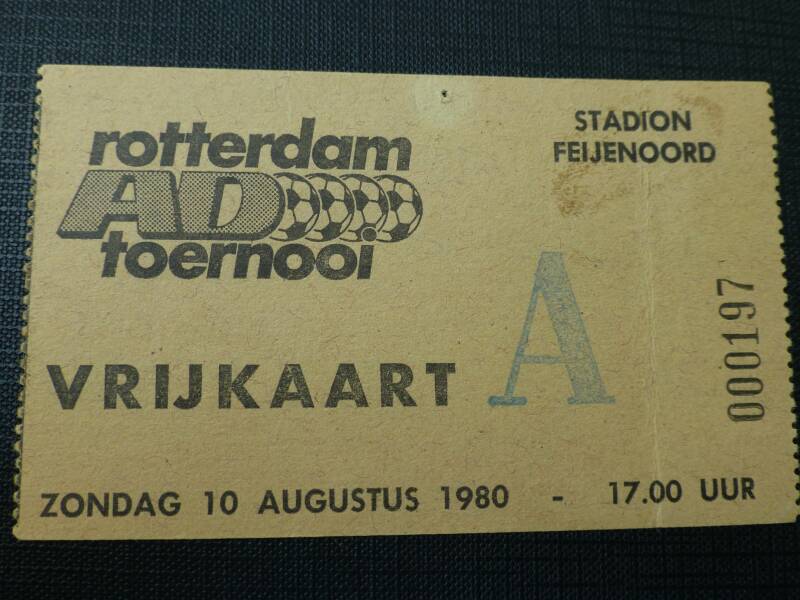 rotterdam
AD
toernooi
STADION
FEIJENOORD
A
VRIJKAART
000197
ZONDAG 10 AUGUSTUS 1980 - 17.00 UUR